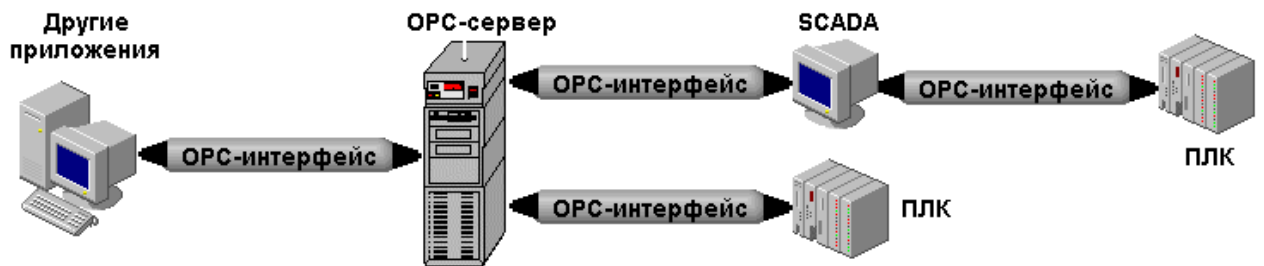 Другие
приложения
OPC-сервер
SCADA
OPC-интерфейс
OPC-интерфейс
OPC-интерфейс
OPC-интерфейс
ПЛК
ПЛК